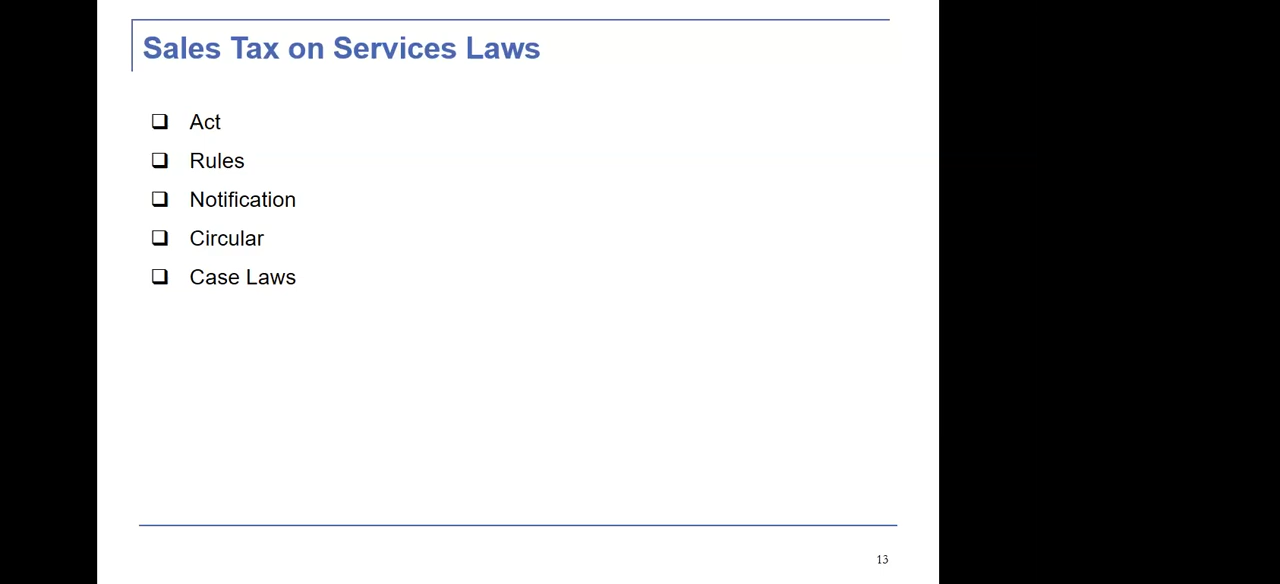 Sales Tax on Services Laws
❑ Act
❑ Rules
❑ Notification
❑ Circular
❑ Case Laws
13